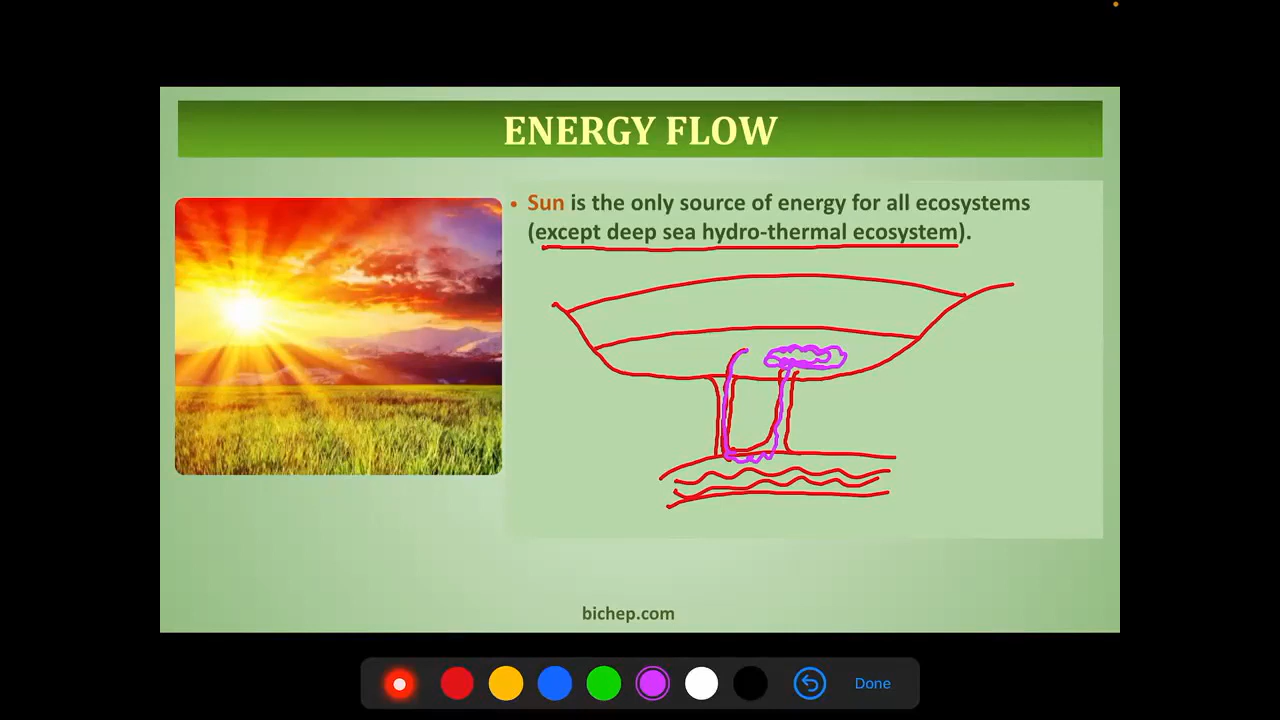 ENERGY FLOW
• Sun is the only source of energy for all ecosystems
(except deep sea hydro-thermal ecosystem).
bichep.com
Done